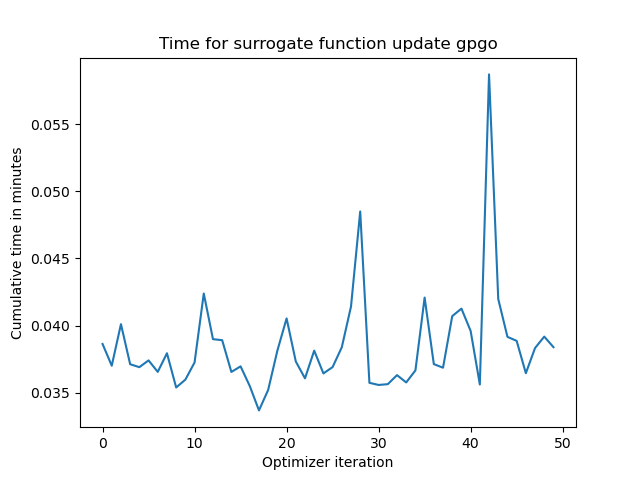 Time for surrogate function update gpgo
Cumulative time in minutes
0.055
0.050
0.045
0.040
0.035
0 10 20 30 40 50
Optimizer iteration